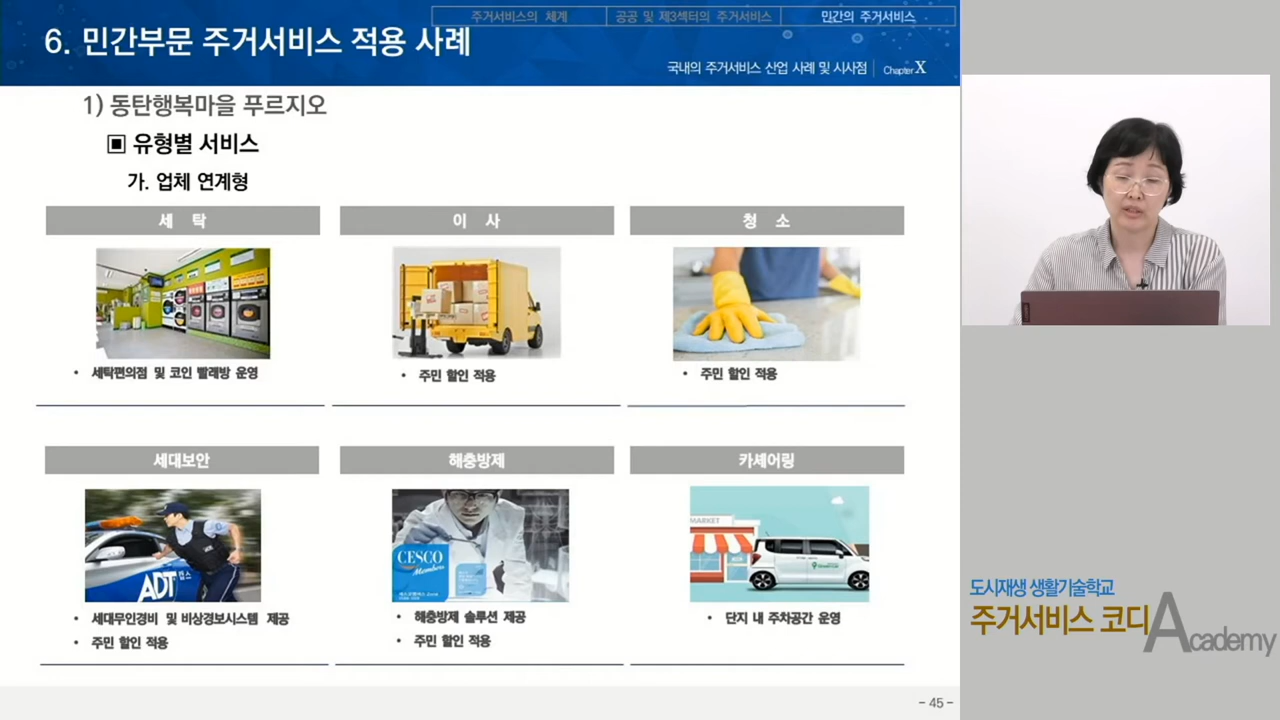 주거서비스의 체계
공공 및 제3섹터의 주거서비스
민간의 주거서비스
6. 민간부문 주거서비스 적용 사례
국내의 주거서비스 산업 사례 및 시사점
Chapter X
1) 동탄행복마을 푸르지오
▣ 유형별 서비스
가. 업체 연계형
세 탁
이 사
청 소
• 세탁편의점 및 코인 빨래방 운영
• 주민 할인 적용
• 주민 할인 적용
세대보안
해충방제
카셰어링
ADT캡스
CESCO
Members
MARKET
• 세대무인경비 및 비상경보시스템 제공
• 주민 할인 적용
• 해충방제 솔루션 제공
• 주민 할인 적용
• 단지 내 주차공간 운영
도시재생 생활기술학교
주거서비스 코디
Academy
- 45 -